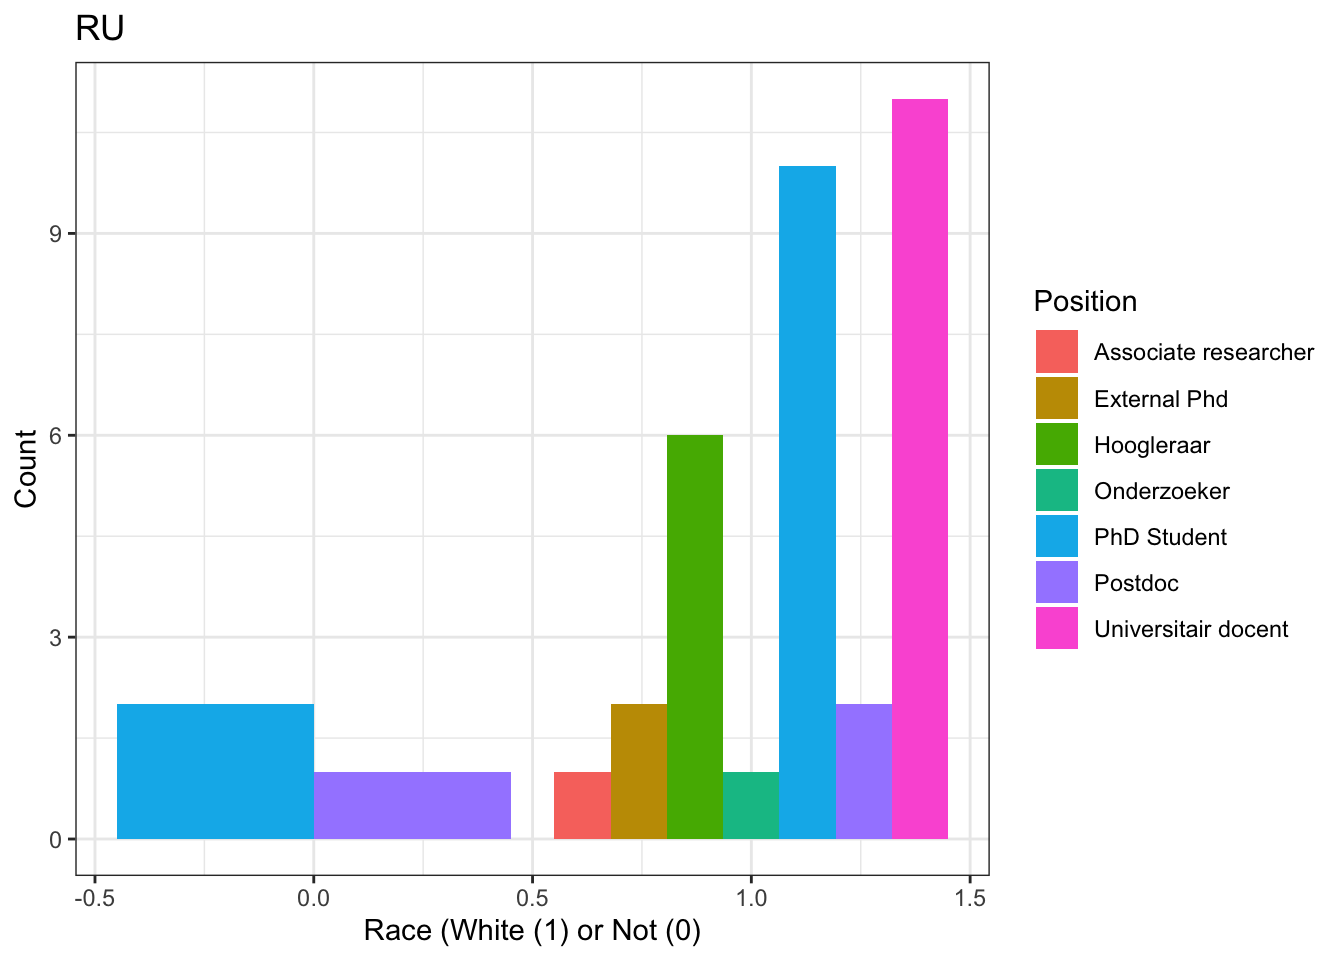 RU
Count
9
6
3
0
-0.5
0.0
0.5
1.0
1.5
Race (White (1) or Not (0)
Position
Associate researcher
External Phd
Hoogleraar
Onderzoeker
PhD Student
Postdoc
Universitair docent